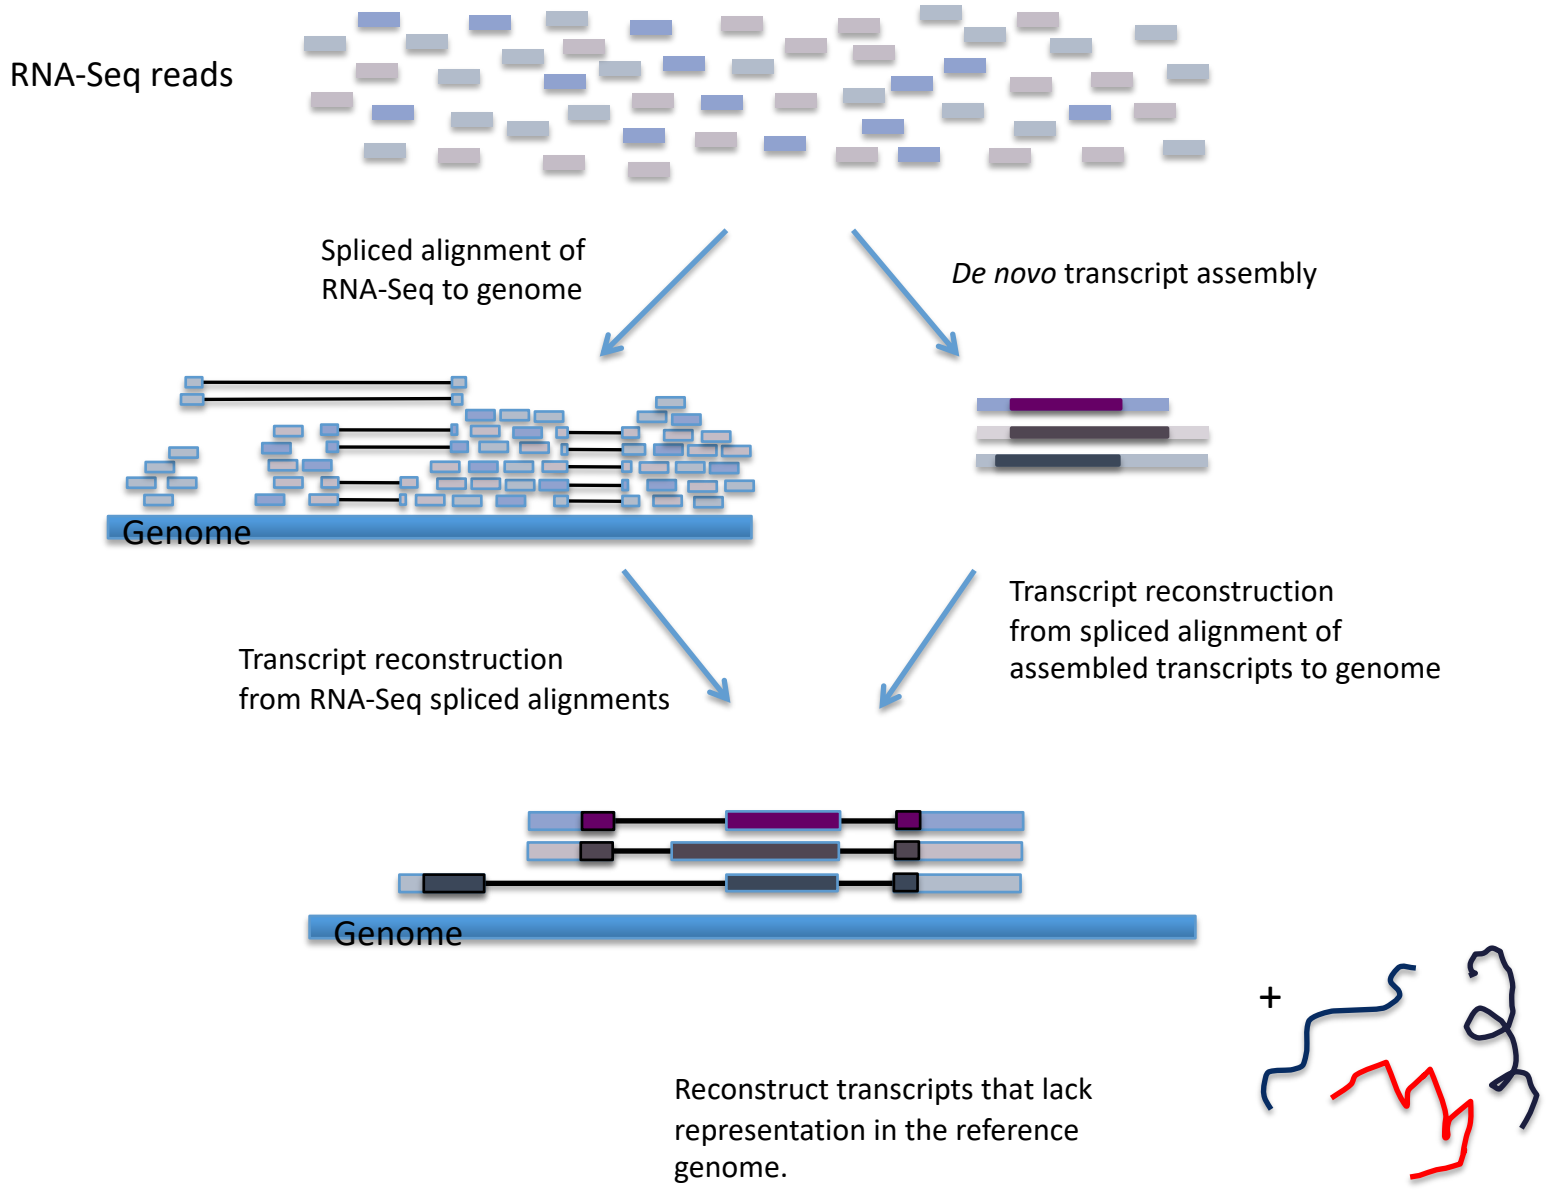 RNA-Seq reads
Spliced alignment of
RNA-Seq to genome
De novo transcript assembly
Genome
Transcript reconstruction
from RNA-Seq spliced alignments
Transcript reconstruction
from spliced alignment of
assembled transcripts to genome
Genome
+
Reconstruct transcripts that lack
representation in the reference
genome.